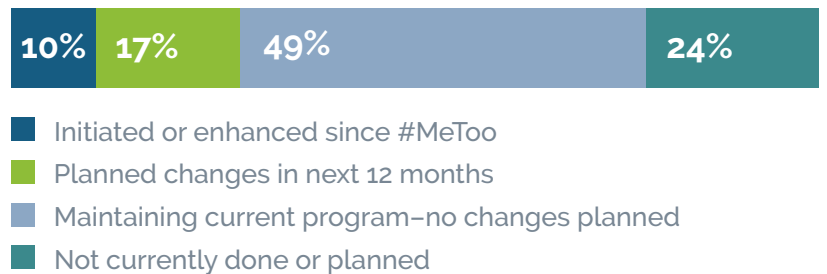 10% 17% 49% 24%
Initiated or enhanced since #MeToo
Planned changes in next 12 months
Maintaining current program–no changes planned
Not currently done or planned